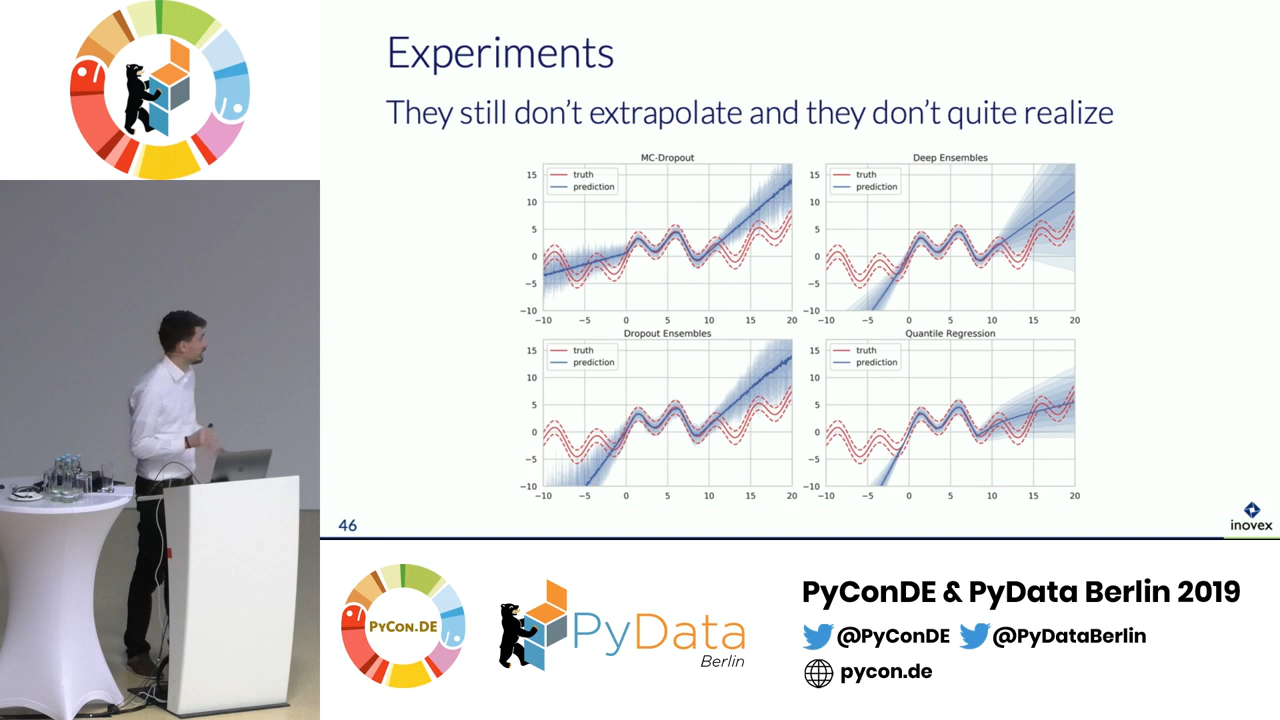 Experiments
They still don't extrapolate and they don't quite realize
MC-Dropout
truth
prediction
15
10
5
0
−5
−10
−10 −5 0 5 10 15 20
Deep Ensembles
truth
prediction
15
10
5
0
−5
−10
−10 −5 0 5 10 15 20
Dropout Ensembles
truth
prediction
15
10
5
0
−5
−10
−10 −5 0 5 10 15 20
Quantile Regression
truth
prediction
15
10
5
0
−5
−10
−10 −5 0 5 10 15 20
46
inovex
PYCON.DE
PyData
Berlin
PyConDE & PyData Berlin 2019
@PyConDE @PyDataBerlin
pycon.de